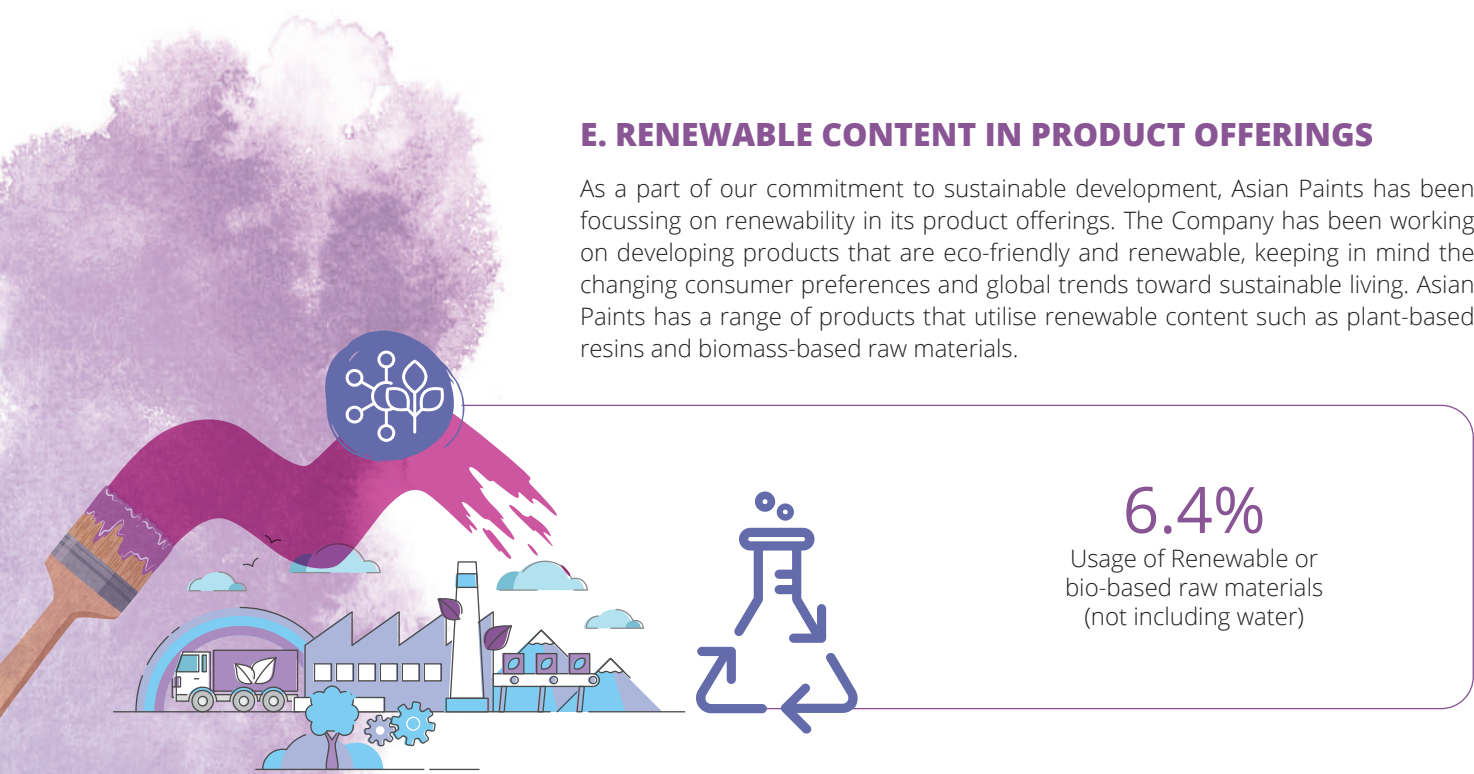 E. RENEWABLE CONTENT IN PRODUCT OFFERINGS
As a part of our commitment to sustainable development, Asian Paints has been
focussing on renewability in its product offerings. The Company has been working
on developing products that are eco-friendly and renewable, keeping in mind the
changing consumer preferences and global trends toward sustainable living. Asian
Paints has a range of products that utilise renewable content such as plant-based
resins and biomass-based raw materials.
6.4%
Usage of Renewable or
bio-based raw materials
(not including water)